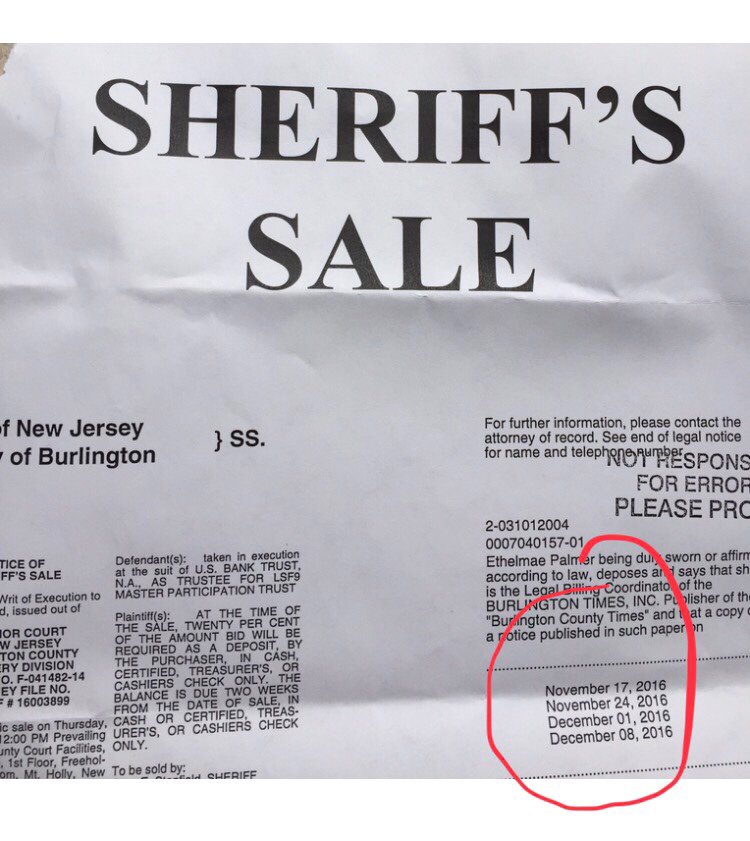 SHERIFF'S
SALE
of New Jersey
of Burlington
} SS.
For further information, please contact the
attorney of record. See end of legal notice
for name and telephone number.
NOT RESPONS
FOR ERROR
PLEASE PRO
2-031012004
0007040157-01
Ethelmae Palmer being duly sworn or affirm
according to law, deposes and says that sh
is the Legal Billing Coordinator of the
BURLINGTON TIMES, INC. Publisher of the
"Burlington County Times" and that a copy o
a notice published in such paper on
November 17, 2016
November 24, 2016
December 01, 2016
December 08, 2016
TICE OF
FF'S SALE
Writ of Execution to
d, issued out of
IOR COURT
W JERSEY
TON COUNTY
RY DIVISION
O. F-041482-14
EY FILE NO.
F # 16003899
ic sale on Thursday,
12:00 PM Prevailing
unty Court Facilities,
, 1st Floor, Freehol-
om, Mt. Holly, New
Defendant(s): taken in execution
at the suit of U.S. BANK TRUST,
N.A., AS TRUSTEE FOR LSF9
MASTER PARTICIPATION TRUST
Plaintiff(s): AT THE TIME OF
THE SALE, TWENTY PER CENT
OF THE AMOUNT BID WILL BE
REQUIRED AS A DEPOSIT, BY
THE PURCHASER, IN CASH,
CERTIFIED, TREASURER'S, OR
CASHIERS CHECK ONLY. THE
BALANCE IS DUE TWO WEEKS
FROM THE DATE OF SALE, IN
CASH OR CERTIFIED, TREAS-
URER'S, OR CASHIERS CHECK
ONLY.
To be sold by:
SHERIFF